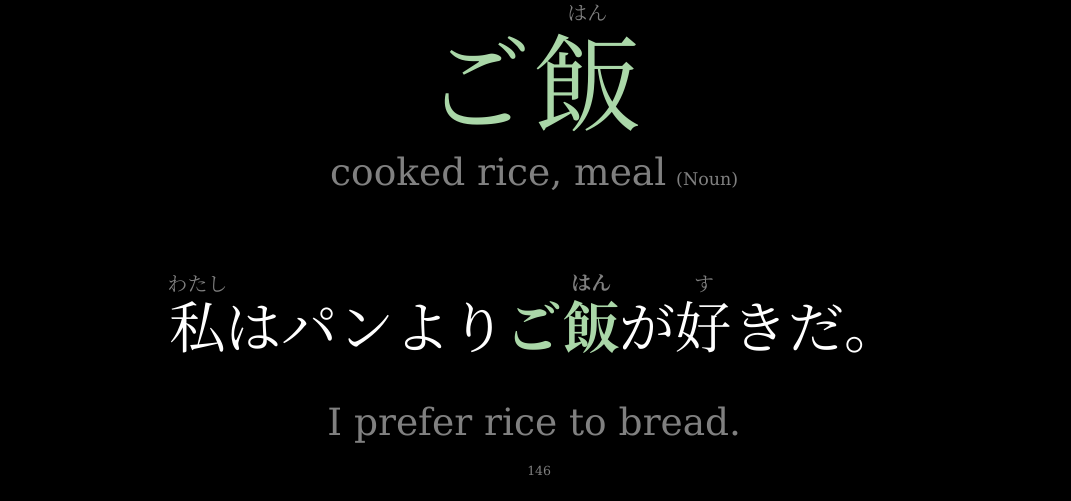 はん
ご飯
cooked rice, meal (Noun)
わたし はん す
私はパンよりご飯が好きだ。
I prefer rice to bread.
146